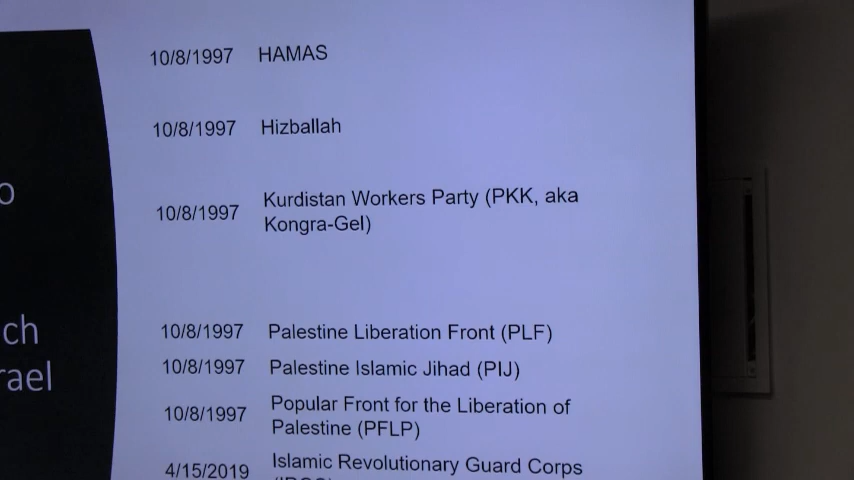 10/8/1997 HAMAS
10/8/1997 Hizballah
10/8/1997 Kurdistan Workers Party (PKK, aka
Kongra-Gel)
10/8/1997 Palestine Liberation Front (PLF)
10/8/1997 Palestine Islamic Jihad (PIJ)
10/8/1997 Popular Front for the Liberation of
Palestine (PFLP)
4/15/2019 Islamic Revolutionary Guard Corps
o
ch
rael